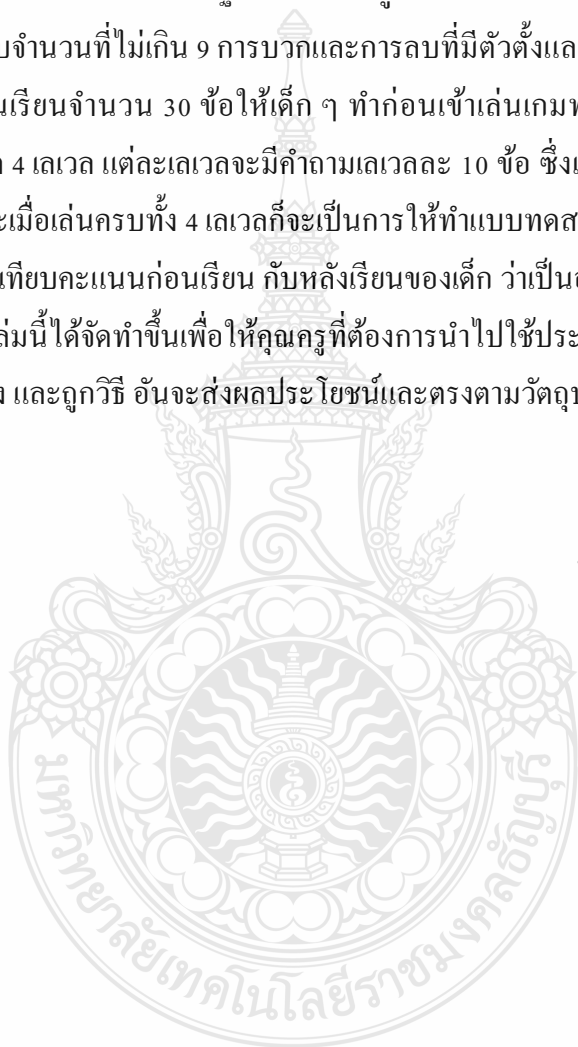 บจำนวนที่ไม่เกิน 9 การบวกและการลบที่มีตัวตั้งและ
นเรียนจำนวน 30 ข้อให้เด็ก ๆ ทำก่อนเข้าเล่นเกมท
4 เลเวล แต่ละเลเวลจะมีคำถามเลเวลละ 10 ข้อ ซึ่งเ
ะเมื่อเล่นครบทั้ง 4 เลเวลก็จะเป็นการให้ทำแบบทดส
นเทียบคะแนนก่อนเรียน กับหลังเรียนของเด็ก ว่าเป็นอ
ล่มนี้ได้จัดทำขึ้นเพื่อให้คุณครูที่ต้องการนำไปใช้ประ
ง และถูกวิธี อันจะส่งผลประโยชน์และตรงตามวัตถุป
มหาวิทยาลัยเทคโนโลยีราชมงคลธัญบุรี